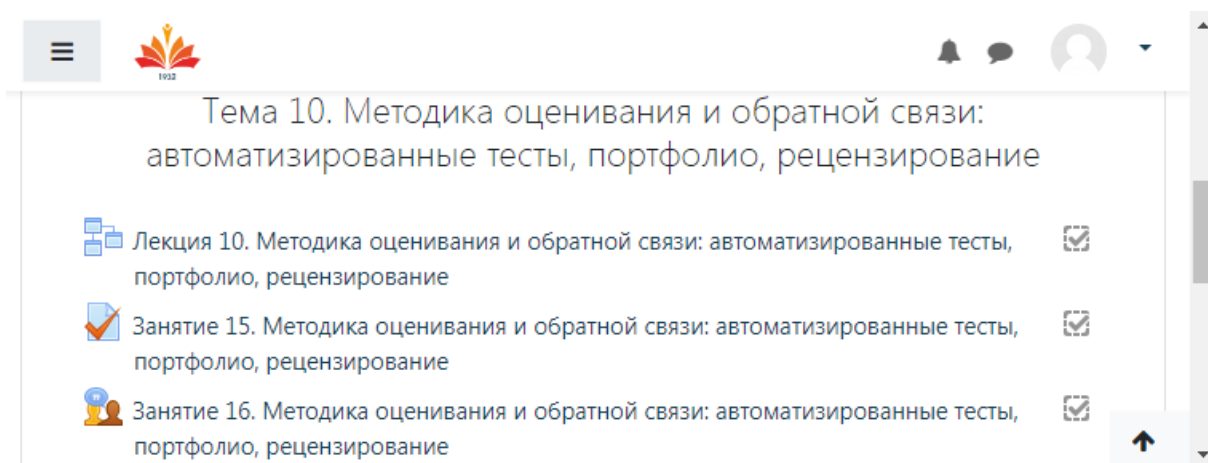 1932
Тема 10. Методика оценивания и обратной связи:
автоматизированные тесты, портфолио, рецензирование
Лекция 10. Методика оценивания и обратной связи: автоматизированные тесты,
портфолио, рецензирование
Занятие 15. Методика оценивания и обратной связи: автоматизированные тесты,
портфолио, рецензирование
Занятие 16. Методика оценивания и обратной связи: автоматизированные тесты,
портфолио, рецензирование